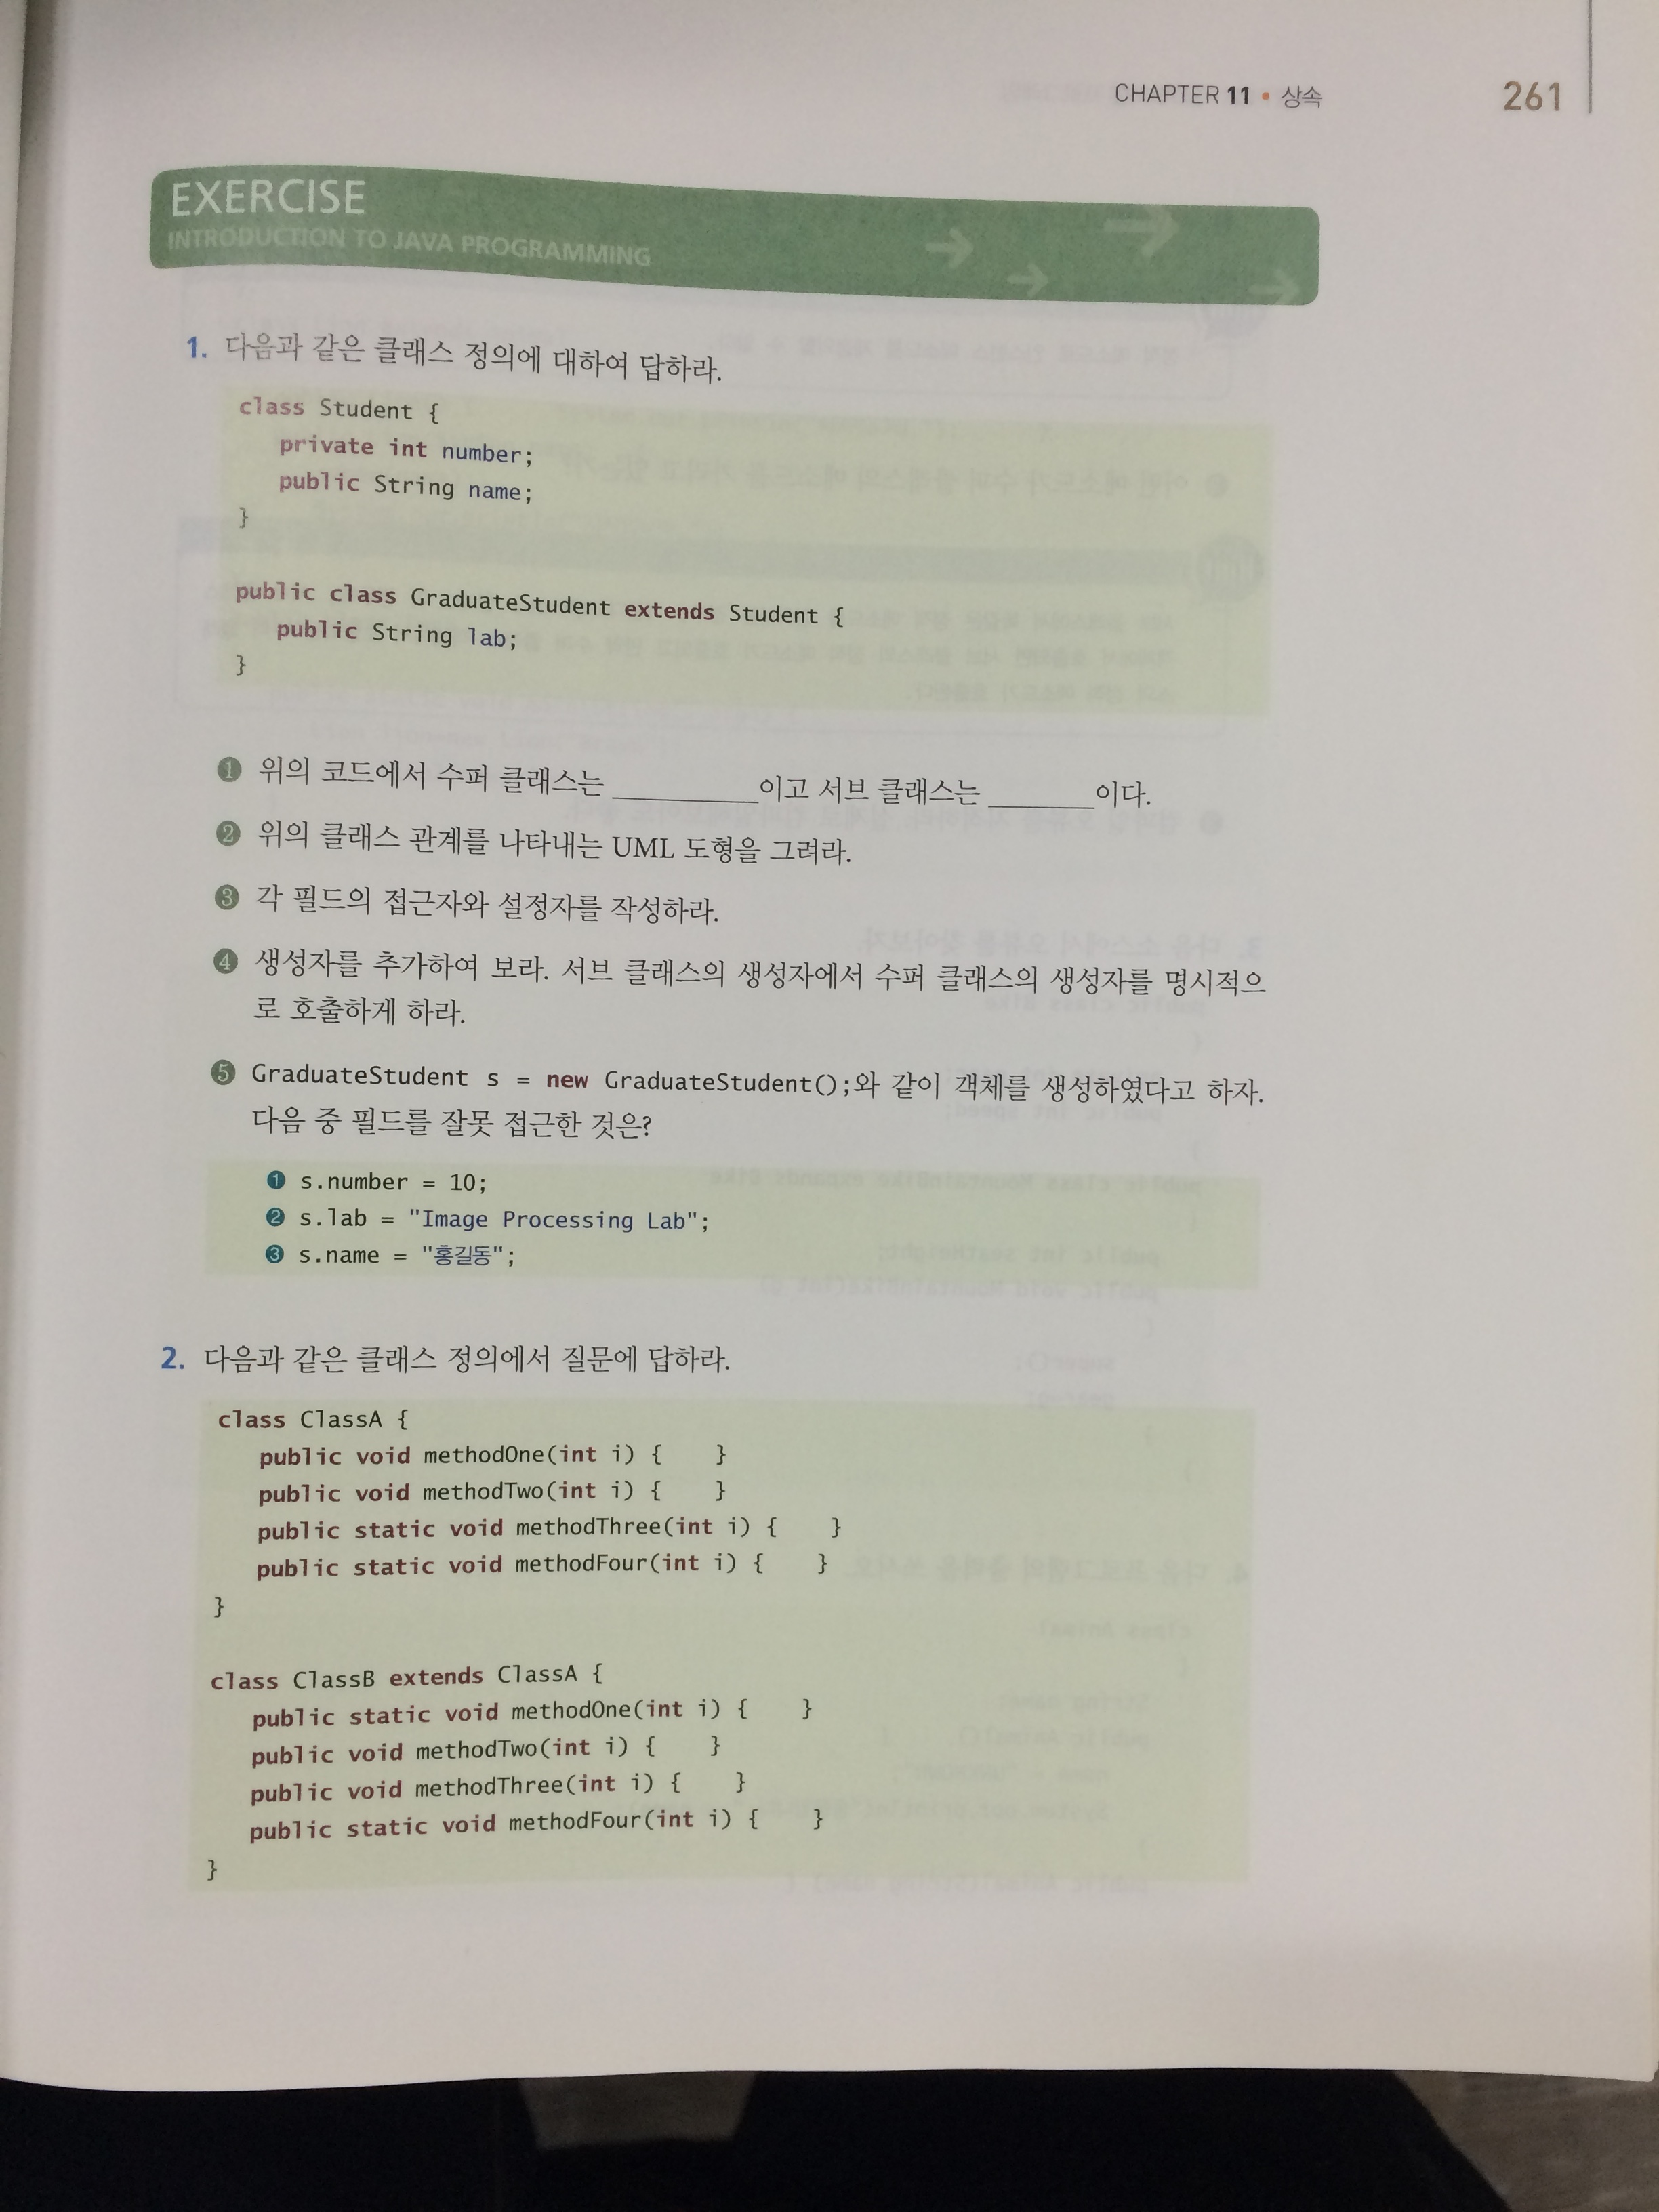 CHAPTER 11 • 상속 261
EXERCISE
INTRODUCTION TO JAVA PROGRAMMING
1. 다음과 같은 클래스 정의에 대하여 답하라.
class Student {
private int number;
public String name;
}
public class GraduateStudent extends Student {
public String lab;
}
❶ 위의 코드에서 수퍼 클래스는 __________이고 서브 클래스는 _______이다.
❷ 위의 클래스 관계를 나타내는 UML 도형을 그려라.
❸ 각 필드의 접근자와 설정자를 작성하라.
❹ 생성자를 추가하여 보라. 서브 클래스의 생성자에서 수퍼 클래스의 생성자를 명시적으
로 호출하게 하라.
❺ GraduateStudent s = new GraduateStudent();와 같이 객체를 생성하였다고 하자.
다음 중 필드를 잘못 접근한 것은?
❶ s.number = 10;
❷ s.lab = "Image Processing Lab";
❸ s.name = "홍길동";
2. 다음과 같은 클래스 정의에서 질문에 답하라.
class ClassA {
public void methodOne(int i) { }
public void methodTwo(int i) { }
public static void methodThree(int i) { }
public static void methodFour(int i) { }
}
class ClassB extends ClassA {
public static void methodOne(int i) { }
public void methodTwo(int i) { }
public void methodThree(int i) { }
public static void methodFour(int i) { }
}